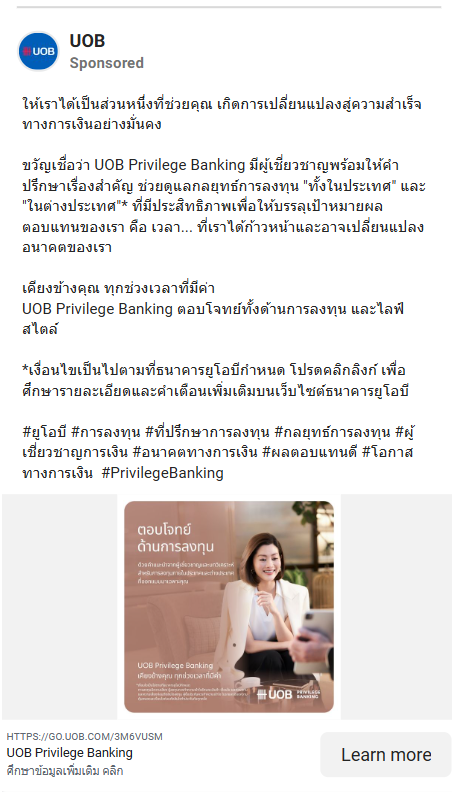 UOB
UOB
Sponsored
ให้เราได้เป็นส่วนหนึ่งที่ช่วยคุณ เกิดการเปลี่ยนแปลงสู่ความสำเร็จ
ทางการเงินอย่างมั่นคง
ขวัญเชื่อว่า UOB Privilege Banking มีผู้เชี่ยวชาญพร้อมให้คำ
ปรึกษาเรื่องสำคัญ ช่วยดูแลกลยุทธ์การลงทุน "ทั้งในประเทศ" และ
"ในต่างประเทศ"* ที่มีประสิทธิภาพเพื่อให้บรรลุเป้าหมายผล
ตอบแทนของเรา คือ เวลา... ที่เราได้ก้าวหน้าและอาจเปลี่ยนแปลง
อนาคตของเรา
เคียงข้างคุณ ทุกช่วงเวลาที่มีค่า
UOB Privilege Banking ตอบโจทย์ทั้งด้านการลงทุน และไลฟ์
สไตล์
*เงื่อนไขเป็นไปตามที่ธนาคารยูโอบีกำหนด โปรดคลิกลิงก์ เพื่อ
ศึกษารายละเอียดและคำเตือนเพิ่มเติมบนเว็บไซต์ธนาคารยูโอบี
#ยูโอบี #การลงทุน #ที่ปรึกษาการลงทุน #กลยุทธ์การลงทุน #ผู้
เชี่ยวชาญการเงิน #อนาคตทางการเงิน #ผลตอบแทนดี #โอกาส
ทางการเงิน #PrivilegeBanking
ตอบโจทย์
ด้านการลงทุน
UOB Privilege Banking
เคียงข้างคุณ ทุกช่วงเวลาที่มีค่า
UOB PRIVILEGE BANKING
HTTPS://GO.UOB.COM/3M6VUSM
UOB Privilege Banking
ศึกษาข้อมูลเพิ่มเติม คลิก
Learn more